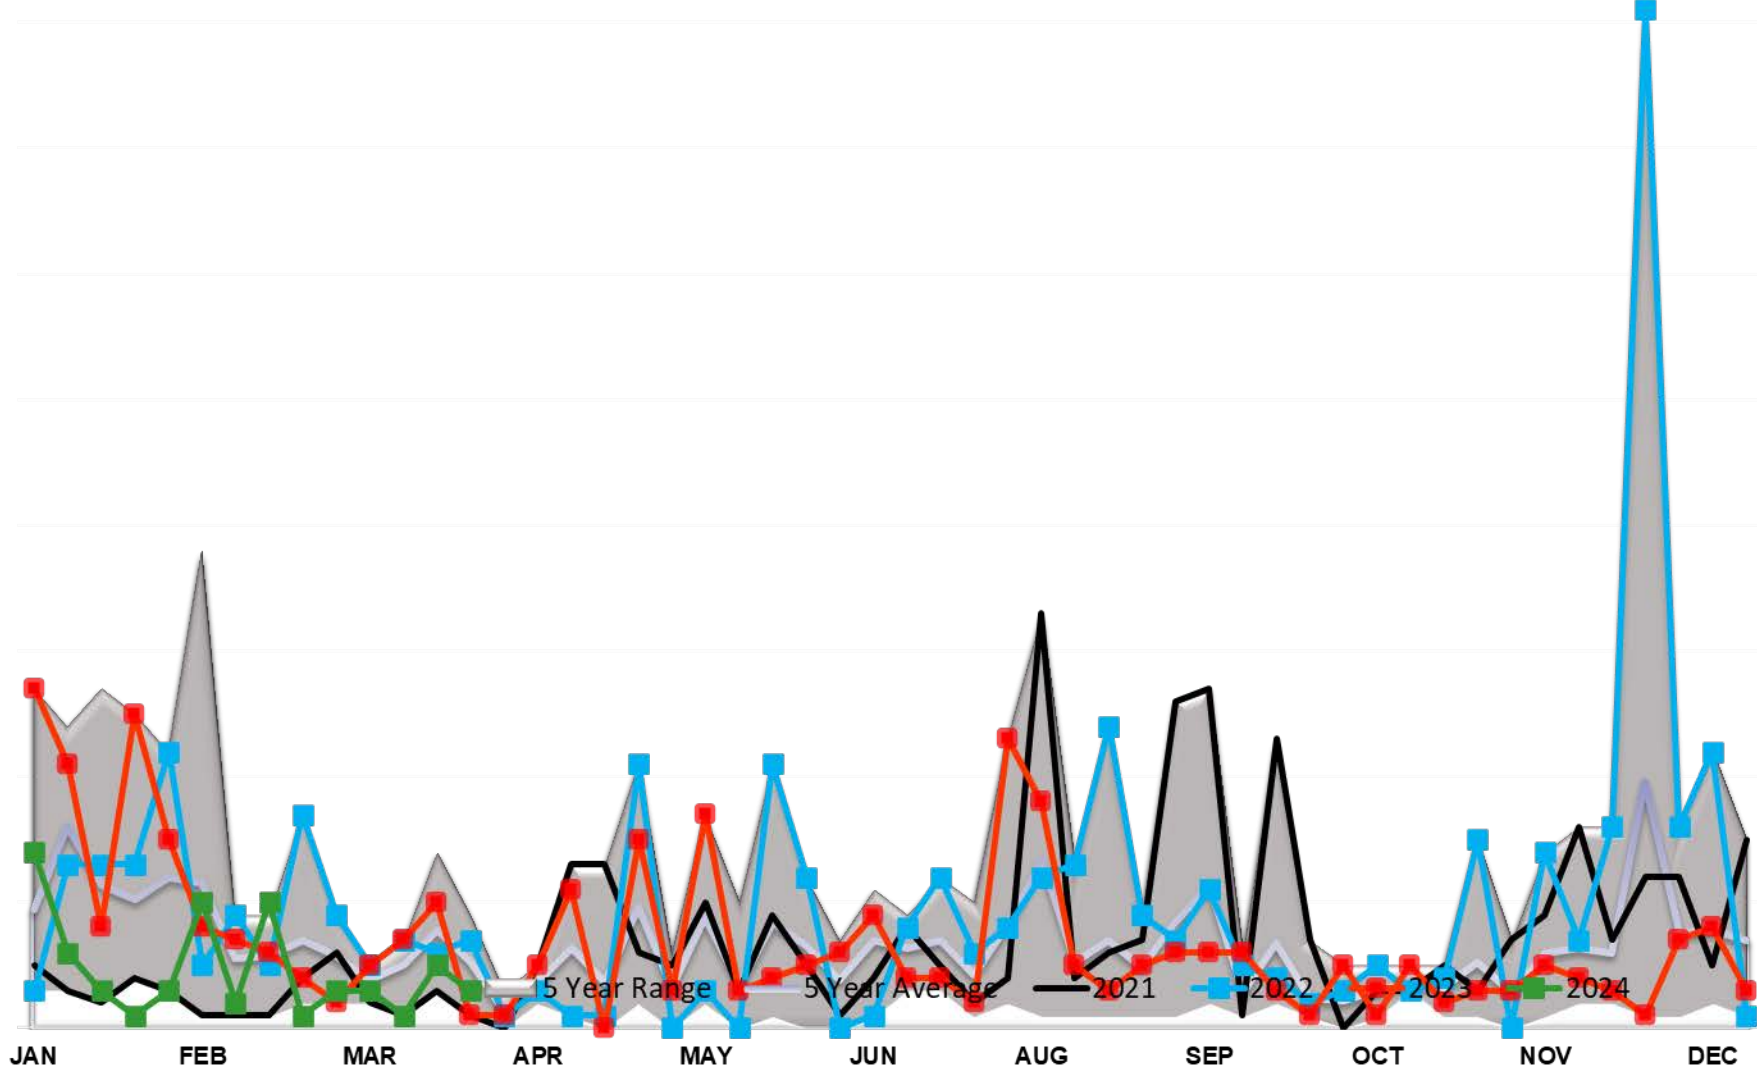 5 Year Range 5 Year Average 2021 2022 2023 2024
JAN FEB MAR APR MAY JUN AUG SEP OCT NOV DEC